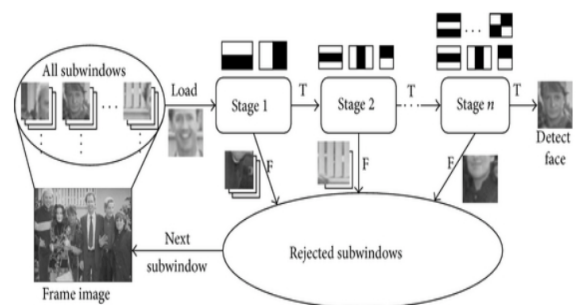 All subwindows
Load
Stage 1
T
Stage 2
T
Stage n
T
Detect
face
F
F
F
Rejected subwindows
Next
subwindow
Frame image